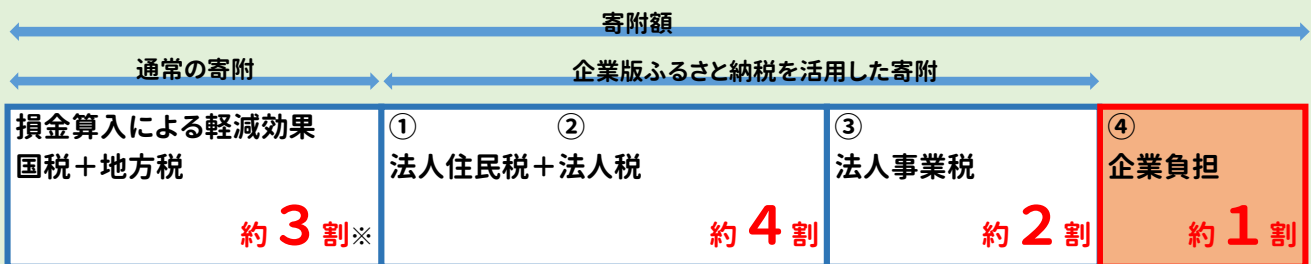 寄附額
通常の寄附
企業版ふるさと納税を活用した寄附
損金算入による軽減効果
国税＋地方税
約 3 割※
① ②
法人住民税＋法人税
約 4 割
③
法人事業税
約 2 割
④
企業負担
約 1 割